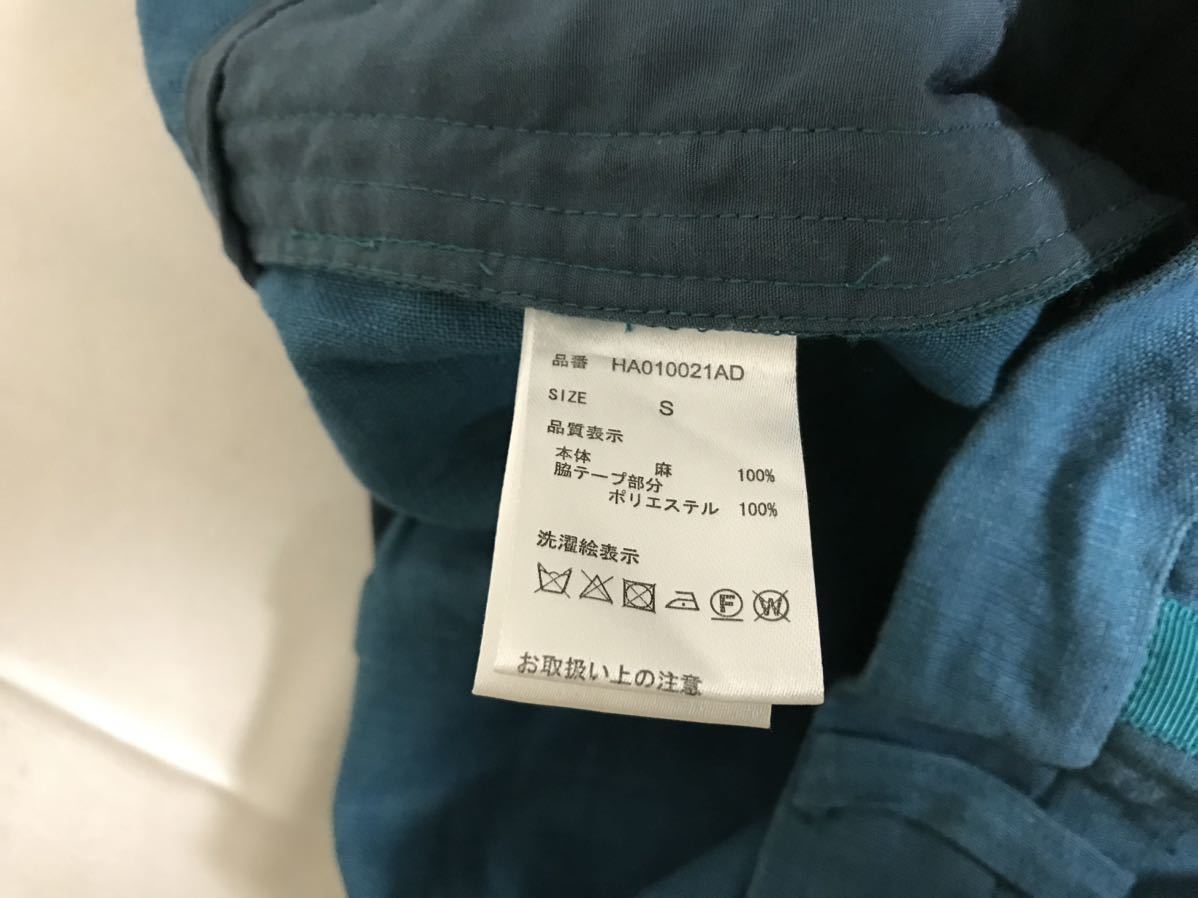 品番 HA010021AD
SIZE S
品質表示
本体 麻 100%
脇テープ部分
ポリエステル 100%
洗濯絵表示
F W
お取扱い上の注意